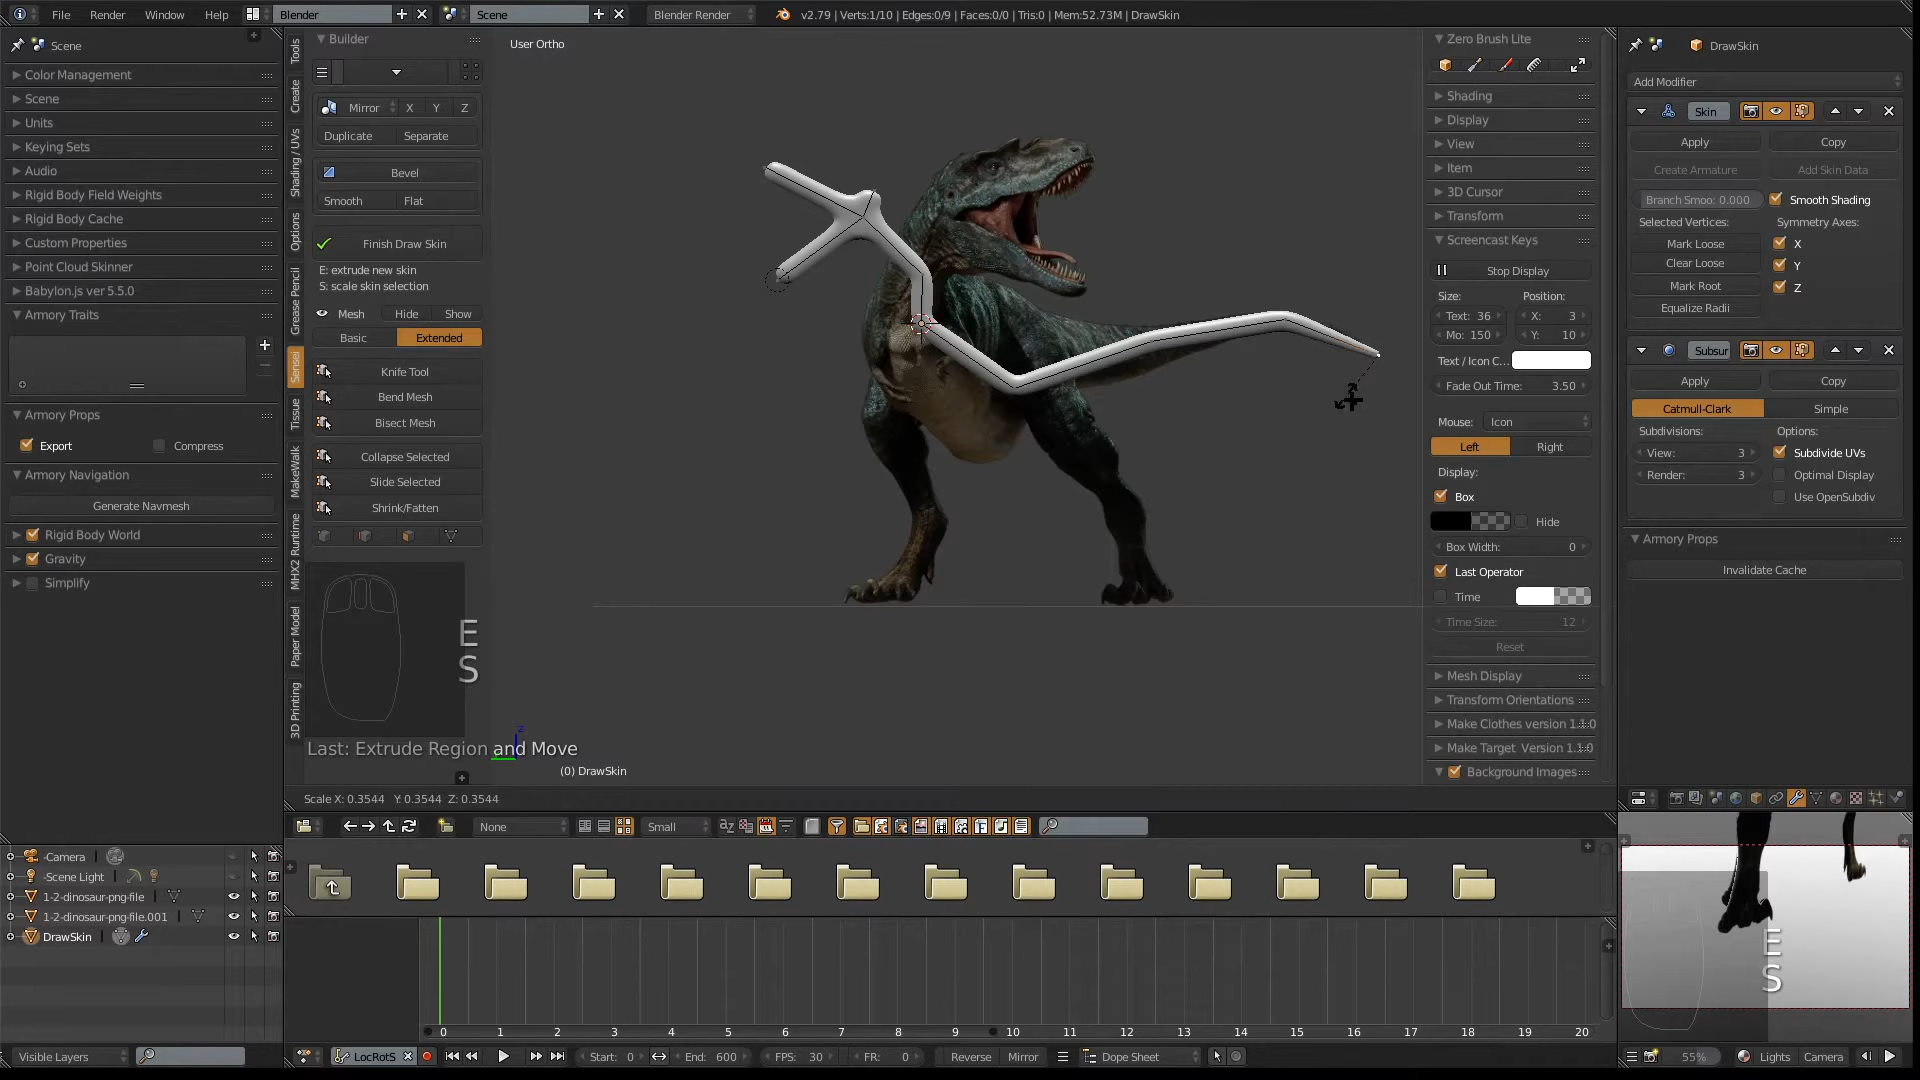 File Render Window Help Blender Scene Blender Render v2.79 | Verts:1/10 | Edges:0/9 | Faces:0/0 | Tris:0 | Mem:52.73M | DrawSkin
Scene
Color Management
Scene
Units
Keying Sets
Audio
Rigid Body Field Weights
Rigid Body Cache
Custom Properties
Point Cloud Skinner
Babylon.js ver 5.5.0
Armory Traits
Armory Props
Export Compress
Armory Navigation
Generate Navmesh
Rigid Body World
Gravity
Simplify
Tools
Create
Shading / UVs
Options
Grease Pencil
Sensei
Tissue
MakeWalk
MHX2 Runtime
Paper Model
3D Printing
Builder
Mirror X Y Z
Duplicate Separate
Bevel
Smooth Flat
Finish Draw Skin
E: extrude new skin
S: scale skin selection
Mesh Hide Show
Basic Extended
Knife Tool
Bend Mesh
Bisect Mesh
Collapse Selected
Slide Selected
Shrink/Fatten
E
S
Last: Extrude Region and Move
User Ortho
z
(0) DrawSkin
Scale X: 0.3544 Y: 0.3544 Z: 0.3544
Zero Brush Lite
Shading
Display
View
Item
3D Cursor
Transform
Screencast Keys
Stop Display
Size: Position:
Text: 36 X: 3
Mo: 150 Y: 10
Text / Icon C...
Fade Out Time: 3.50
Mouse: Icon
Left Right
Display:
Box
Hide
Box Width: 0
Last Operator
Time
Time Size: 12
Reset
Mesh Display
Transform Orientations
Make Clothes version 1.1.0
Make Target Version 1.1.0
Background Images
DrawSkin
Add Modifier
Skin
Apply Copy
Create Armature Add Skin Data
Branch Smoo: 0.000 Smooth Shading
Selected Vertices: Symmetry Axes:
Mark Loose X
Clear Loose Y
Mark Root Z
Equalize Radii
Subsur
Apply Copy
Catmull-Clark Simple
Subdivisions: Options:
View: 3 Subdivide UVs
Render: 3 Optimal Display
Use OpenSubdiv
Armory Props
Invalidate Cache
None Small
-Camera
-Scene Light
1-2-dinosaur-png-file
1-2-dinosaur-png-file.001
DrawSkin
0 1 2 3 4 5 6 7 8 9 10 11 12 13 14 15 16 17 18 19 20
E
S
Visible Layers LocRotS Start: 0 End: 600 FPS: 30 FR: 0 Reverse Mirror Dope Sheet 55% Lights Camera